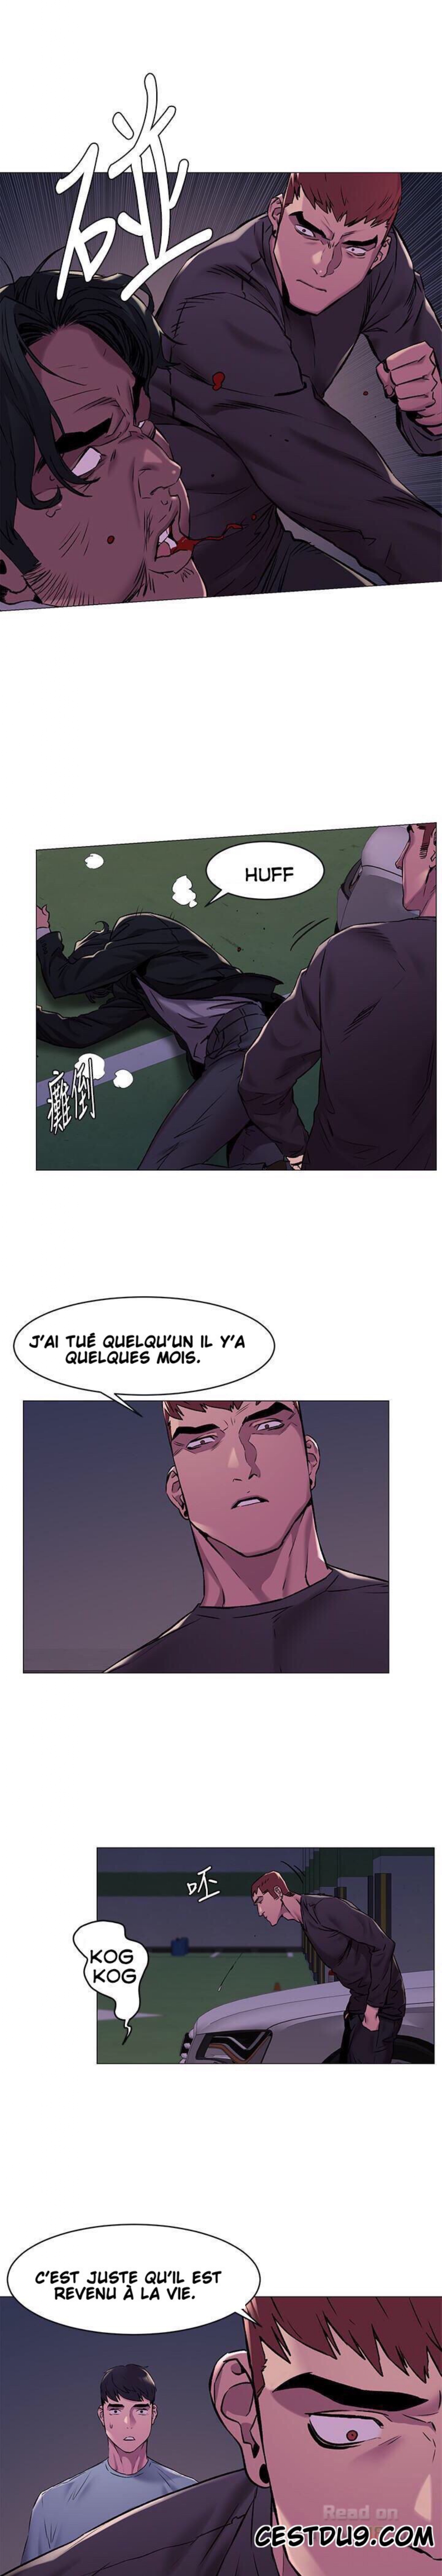 碰
HUFF
癱倒
J'AI TUÉ QUELQU'UN IL Y'A
QUELQUES MOIS.
呸
KOG
KOG
C'EST JUSTE QU'IL EST
REVENU À LA VIE.
Read on
CESTDU9.COM